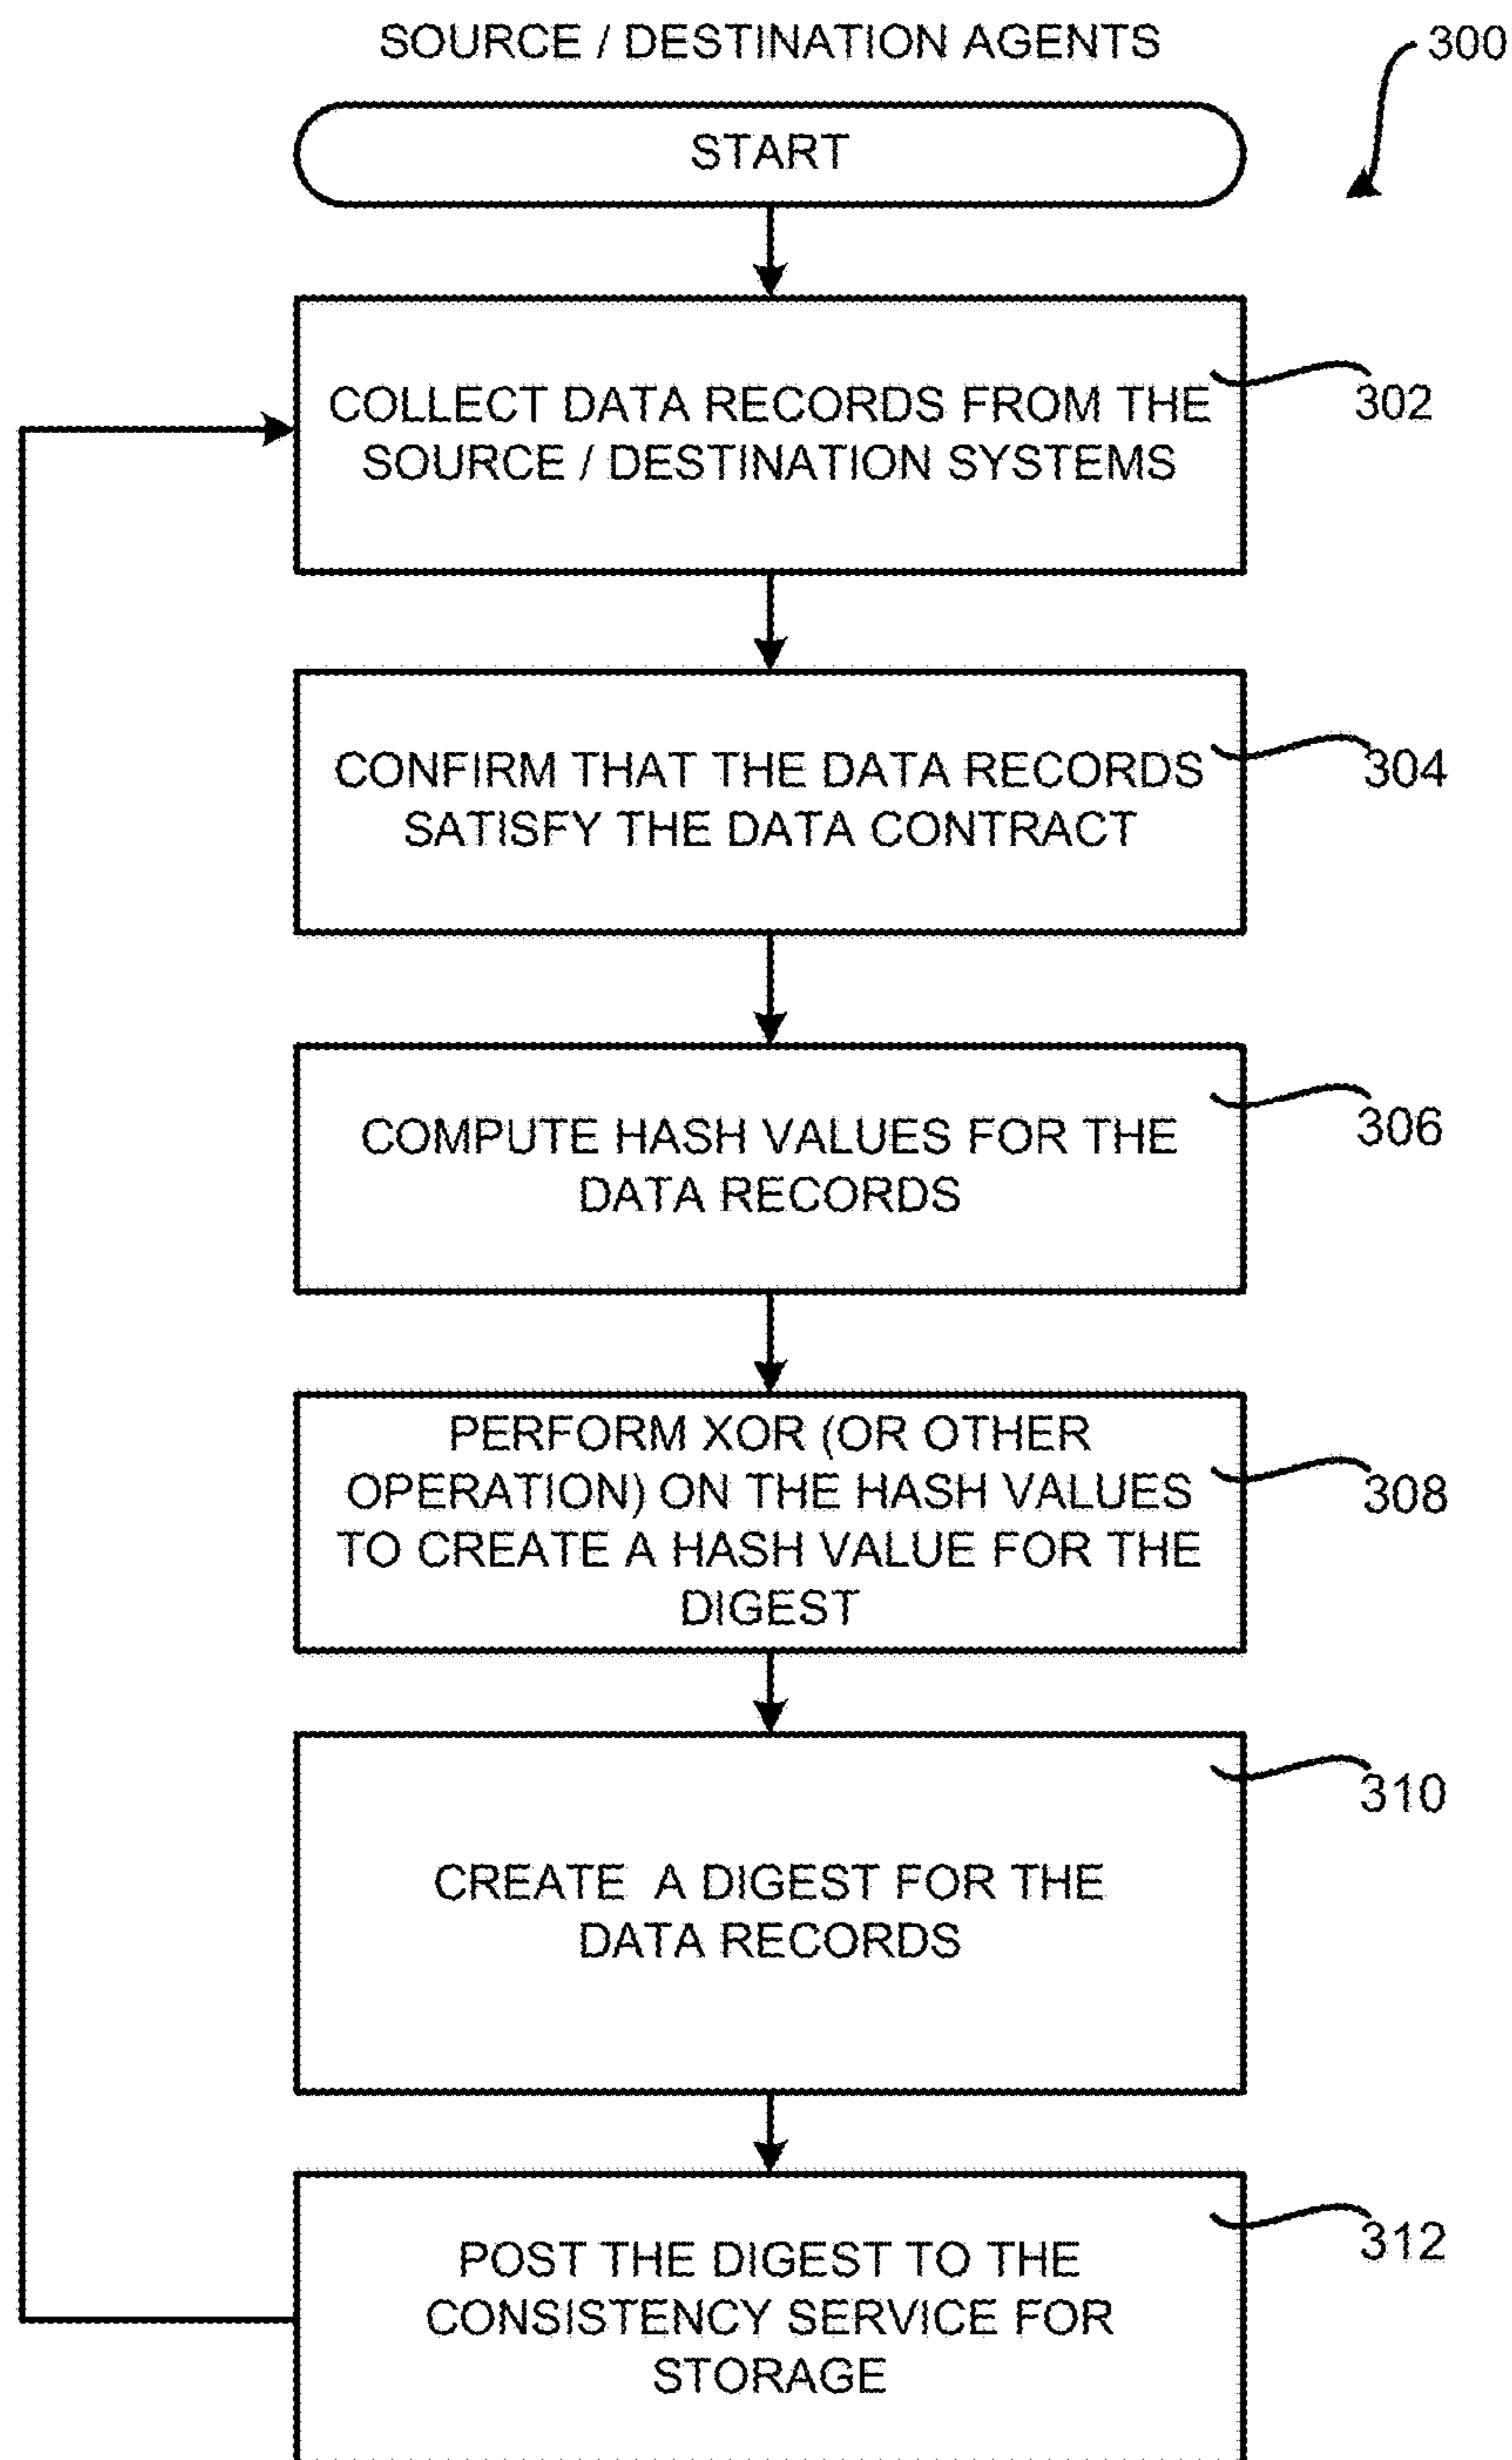 SOURCE / DESTINATION AGENTS
300
START
COLLECT DATA RECORDS FROM THE
SOURCE / DESTINATION SYSTEMS
302
CONFIRM THAT THE DATA RECORDS
SATISFY THE DATA CONTRACT
304
COMPUTE HASH VALUES FOR THE
DATA RECORDS
306
PERFORM XOR (OR OTHER
OPERATION) ON THE HASH VALUES
TO CREATE A HASH VALUE FOR THE
DIGEST
308
CREATE A DIGEST FOR THE
DATA RECORDS
310
POST THE DIGEST TO THE
CONSISTENCY SERVICE FOR
STORAGE
312